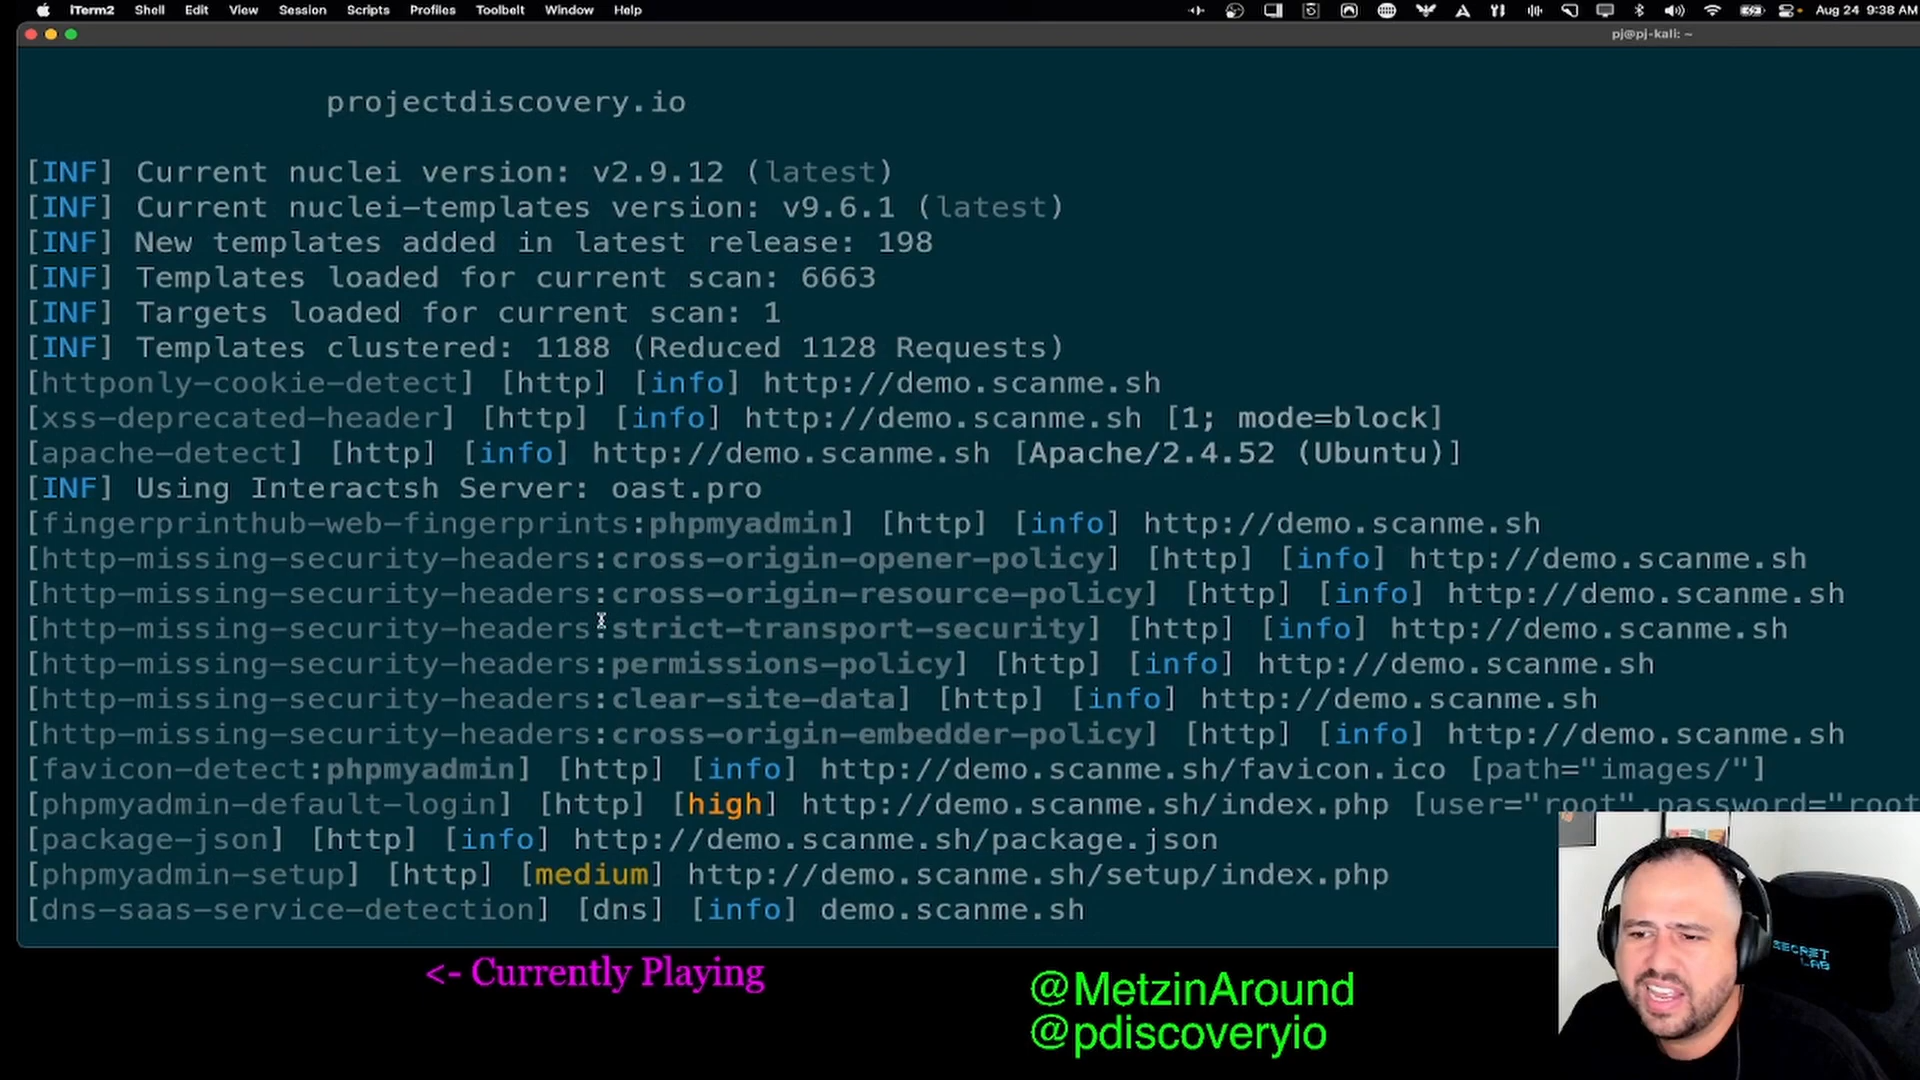 iTerm2 Shell Edit View Session Scripts Profiles Toolbelt Window Help Aug 24 9:38 AM
pj@pj-kali: ~
projectdiscovery.io
[INF] Current nuclei version: v2.9.12 (latest)
[INF] Current nuclei-templates version: v9.6.1 (latest)
[INF] New templates added in latest release: 198
[INF] Templates loaded for current scan: 6663
[INF] Targets loaded for current scan: 1
[INF] Templates clustered: 1188 (Reduced 1128 Requests)
[httponly-cookie-detect] [http] [info] http://demo.scanme.sh
[xss-deprecated-header] [http] [info] http://demo.scanme.sh [1; mode=block]
[apache-detect] [http] [info] http://demo.scanme.sh [Apache/2.4.52 (Ubuntu)]
[INF] Using Interactsh Server: oast.pro
[fingerprinthub-web-fingerprints:phpmyadmin] [http] [info] http://demo.scanme.sh
[http-missing-security-headers:cross-origin-opener-policy] [http] [info] http://demo.scanme.sh
[http-missing-security-headers:cross-origin-resource-policy] [http] [info] http://demo.scanme.sh
[http-missing-security-headers:strict-transport-security] [http] [info] http://demo.scanme.sh
[http-missing-security-headers:permissions-policy] [http] [info] http://demo.scanme.sh
[http-missing-security-headers:clear-site-data] [http] [info] http://demo.scanme.sh
[http-missing-security-headers:cross-origin-embedder-policy] [http] [info] http://demo.scanme.sh
[favicon-detect:phpmyadmin] [http] [info] http://demo.scanme.sh/favicon.ico [path="images/"]
[phpmyadmin-default-login] [http] [high] http://demo.scanme.sh/index.php [user="root",password="root
[package-json] [http] [info] http://demo.scanme.sh/package.json
[phpmyadmin-setup] [http] [medium] http://demo.scanme.sh/setup/index.php
[dns-saas-service-detection] [dns] [info] demo.scanme.sh
SECRET
LAB
<- Currently Playing
@MetzinAround
@pdiscoveryio